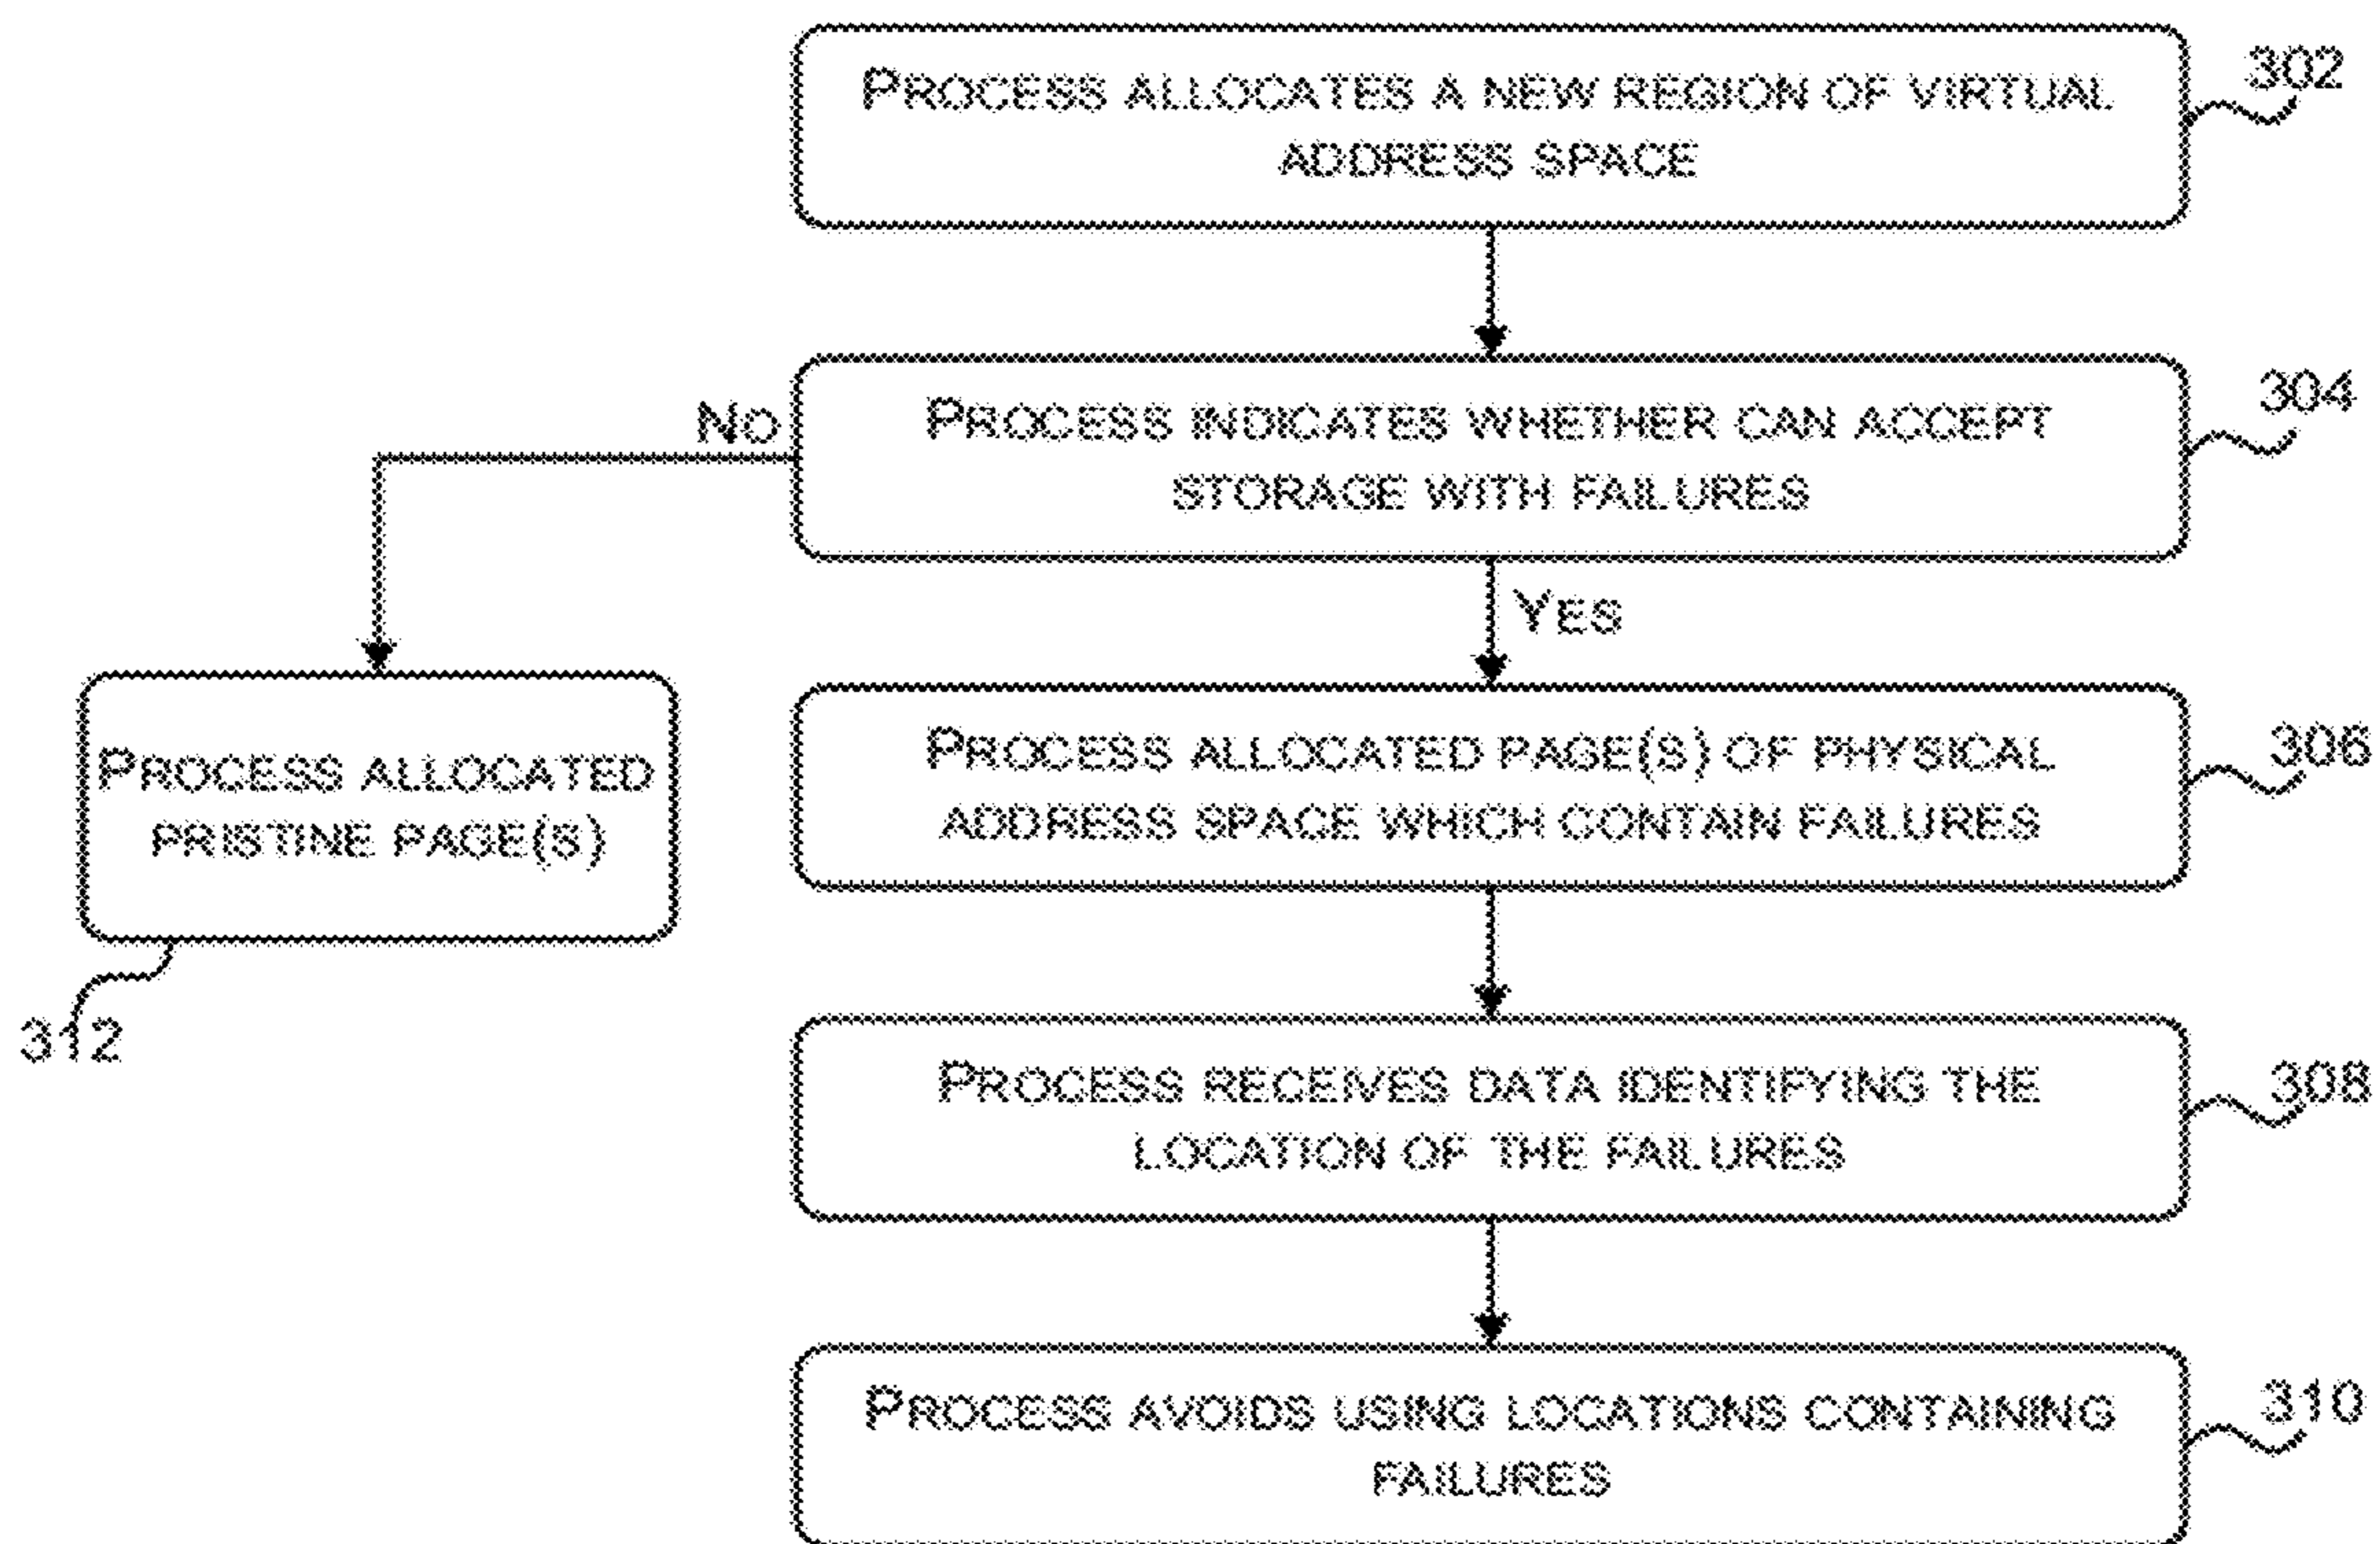 PROCESS ALLOCATES A NEW REGION OF VIRTUAL
ADDRESS SPACE
302
PROCESS INDICATES WHETHER CAN ACCEPT
STORAGE WITH FAILURES
304
NO
YES
PROCESS ALLOCATED
PRISTINE PAGE(S)
312
PROCESS ALLOCATED PAGE(S) OF PHYSICAL
ADDRESS SPACE WHICH CONTAIN FAILURES
306
PROCESS RECEIVES DATA IDENTIFYING THE
LOCATION OF THE FAILURES
308
PROCESS AVOIDS USING LOCATIONS CONTAINING
FAILURES
310